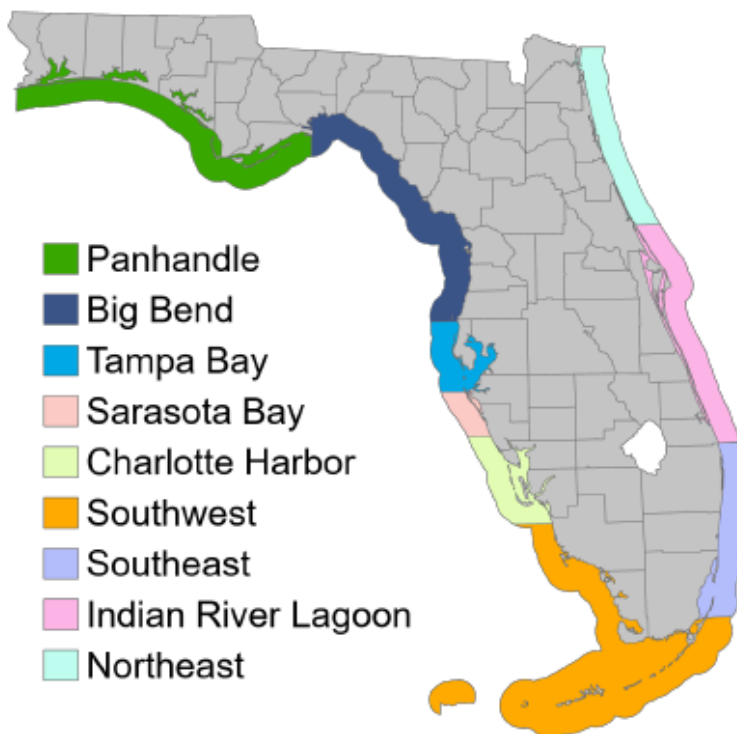 Panhandle
Big Bend
Tampa Bay
Sarasota Bay
Charlotte Harbor
Southwest
Southeast
Indian River Lagoon
Northeast